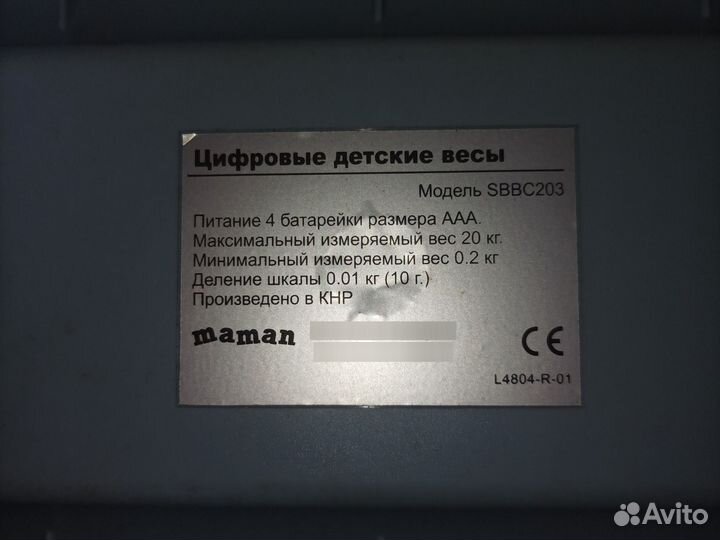 Цифровые детские весы
Модель SBBC203
Питание 4 батарейки размера ААА.
Максимальный измеряемый вес 20 кг.
Минимальный измеряемый вес 0.2 кг
Деление шкалы 0.01 кг (10 г.)
Произведено в КНР
maman
CE
L4804-R-01
Avito